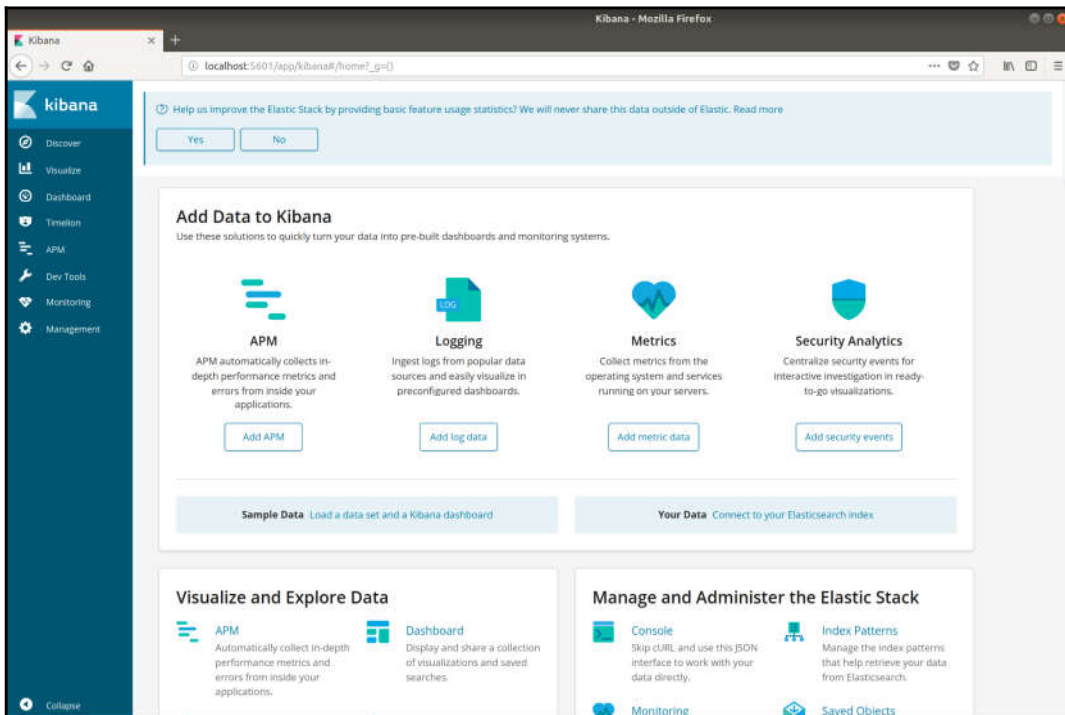 Kibana - Mozilla Firefox
Kibana
localhost:5601/app/kibana#/home?_g=()
kibana
Discover
Visualize
Dashboard
Timelion
APM
Dev Tools
Monitoring
Management
Collapse
Help us improve the Elastic Stack by providing basic feature usage statistics? We will never share this data outside of Elastic. Read more
Yes
No
Add Data to Kibana
Use these solutions to quickly turn your data into pre-built dashboards and monitoring systems.
APM
APM automatically collects in-
depth performance metrics and
errors from inside your
applications.
Add APM
LOG
Logging
Ingest logs from popular data
sources and easily visualize in
preconfigured dashboards.
Add log data
Metrics
Collect metrics from the
operating system and services
running on your servers.
Add metric data
Security Analytics
Centralize security events for
interactive investigation in ready-
to-go visualizations.
Add security events
Sample Data Load a data set and a Kibana dashboard
Your Data Connect to your Elasticsearch index
Visualize and Explore Data
APM
Automatically collect in-depth
performance metrics and
errors from inside your
applications.
Dashboard
Display and share a collection
of visualizations and saved
searches.
Manage and Administer the Elastic Stack
Console
Skip cURL and use this JSON
interface to work with your
data directly.
Index Patterns
Manage the index patterns
that help retrieve your data
from Elasticsearch.
Monitoring
Saved Objects